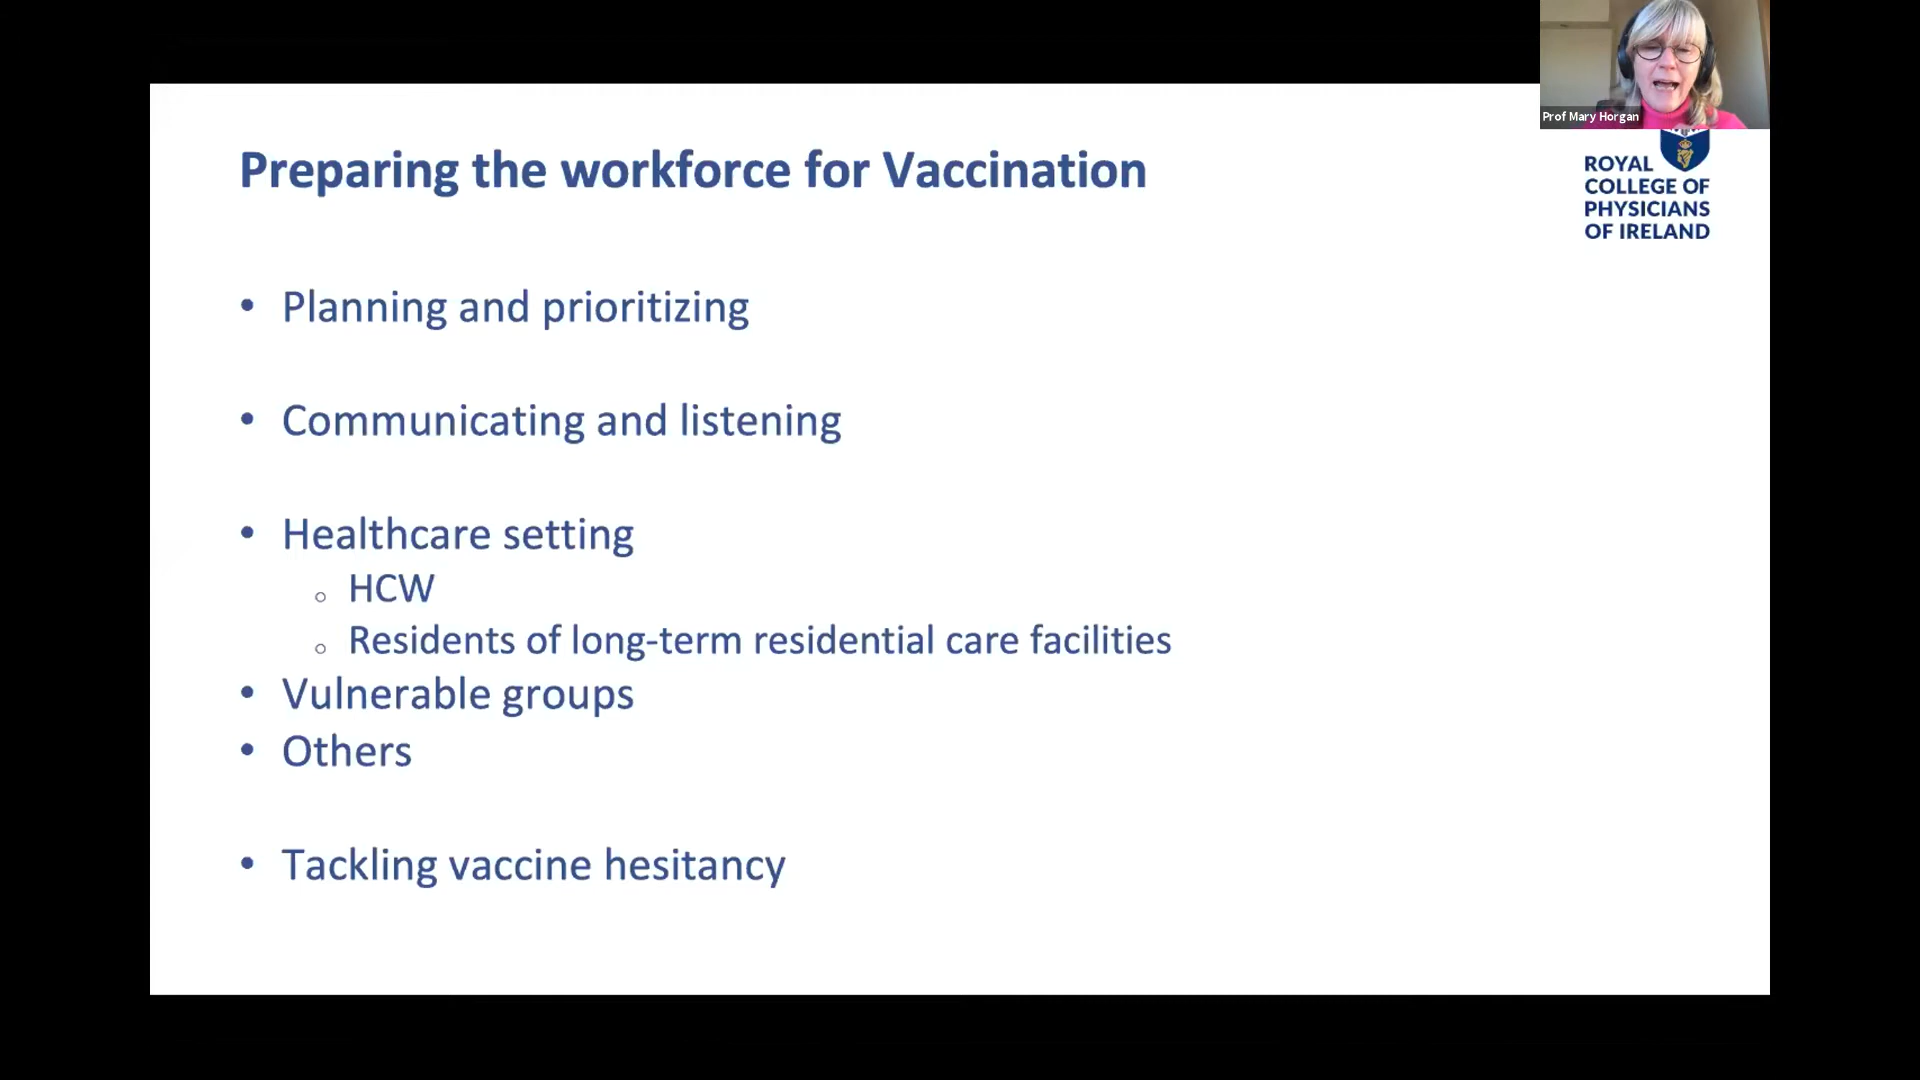 Prof Mary Horgan
Preparing the workforce for Vaccination
ROYAL
COLLEGE OF
PHYSICIANS
OF IRELAND
• Planning and prioritizing
• Communicating and listening
• Healthcare setting
○ HCW
○ Residents of long-term residential care facilities
• Vulnerable groups
• Others
• Tackling vaccine hesitancy